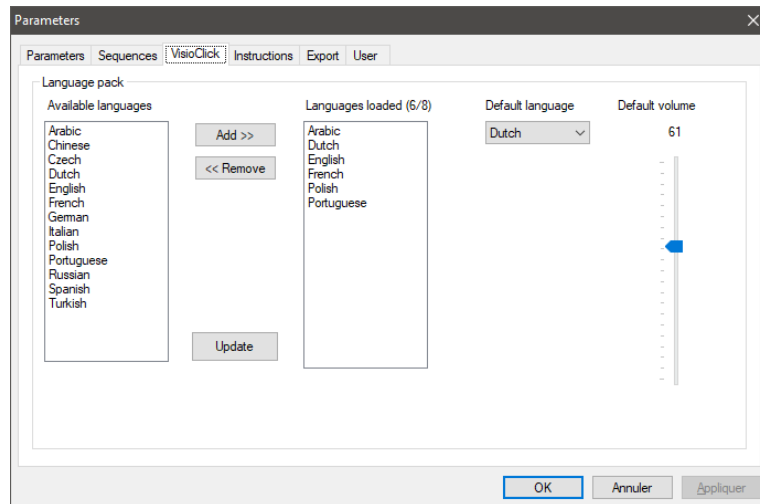 Parameters
Parameters Sequences VisioClick Instructions Export User
Language pack
Available languages
Arabic
Chinese
Czech
Dutch
English
French
German
Italian
Polish
Portuguese
Russian
Spanish
Turkish
Add >>
<< Remove
Update
Languages loaded (6/8)
Arabic
Dutch
English
French
Polish
Portuguese
Default language
Dutch
Default volume
61
OK Annuler Appliquer